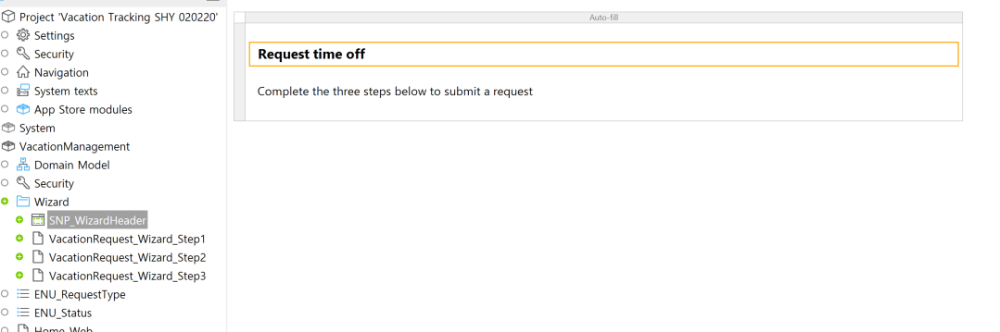 Project 'Vacation Tracking SHY 020220'
Settings
Security
Navigation
System texts
App Store modules
System
VacationManagement
Domain Model
Security
Wizard
SNP_WizardHeader
VacationRequest_Wizard_Step1
VacationRequest_Wizard_Step2
VacationRequest_Wizard_Step3
ENU_RequestType
ENU_Status
Home_Web
Auto-fill
Request time off
Complete the three steps below to submit a request